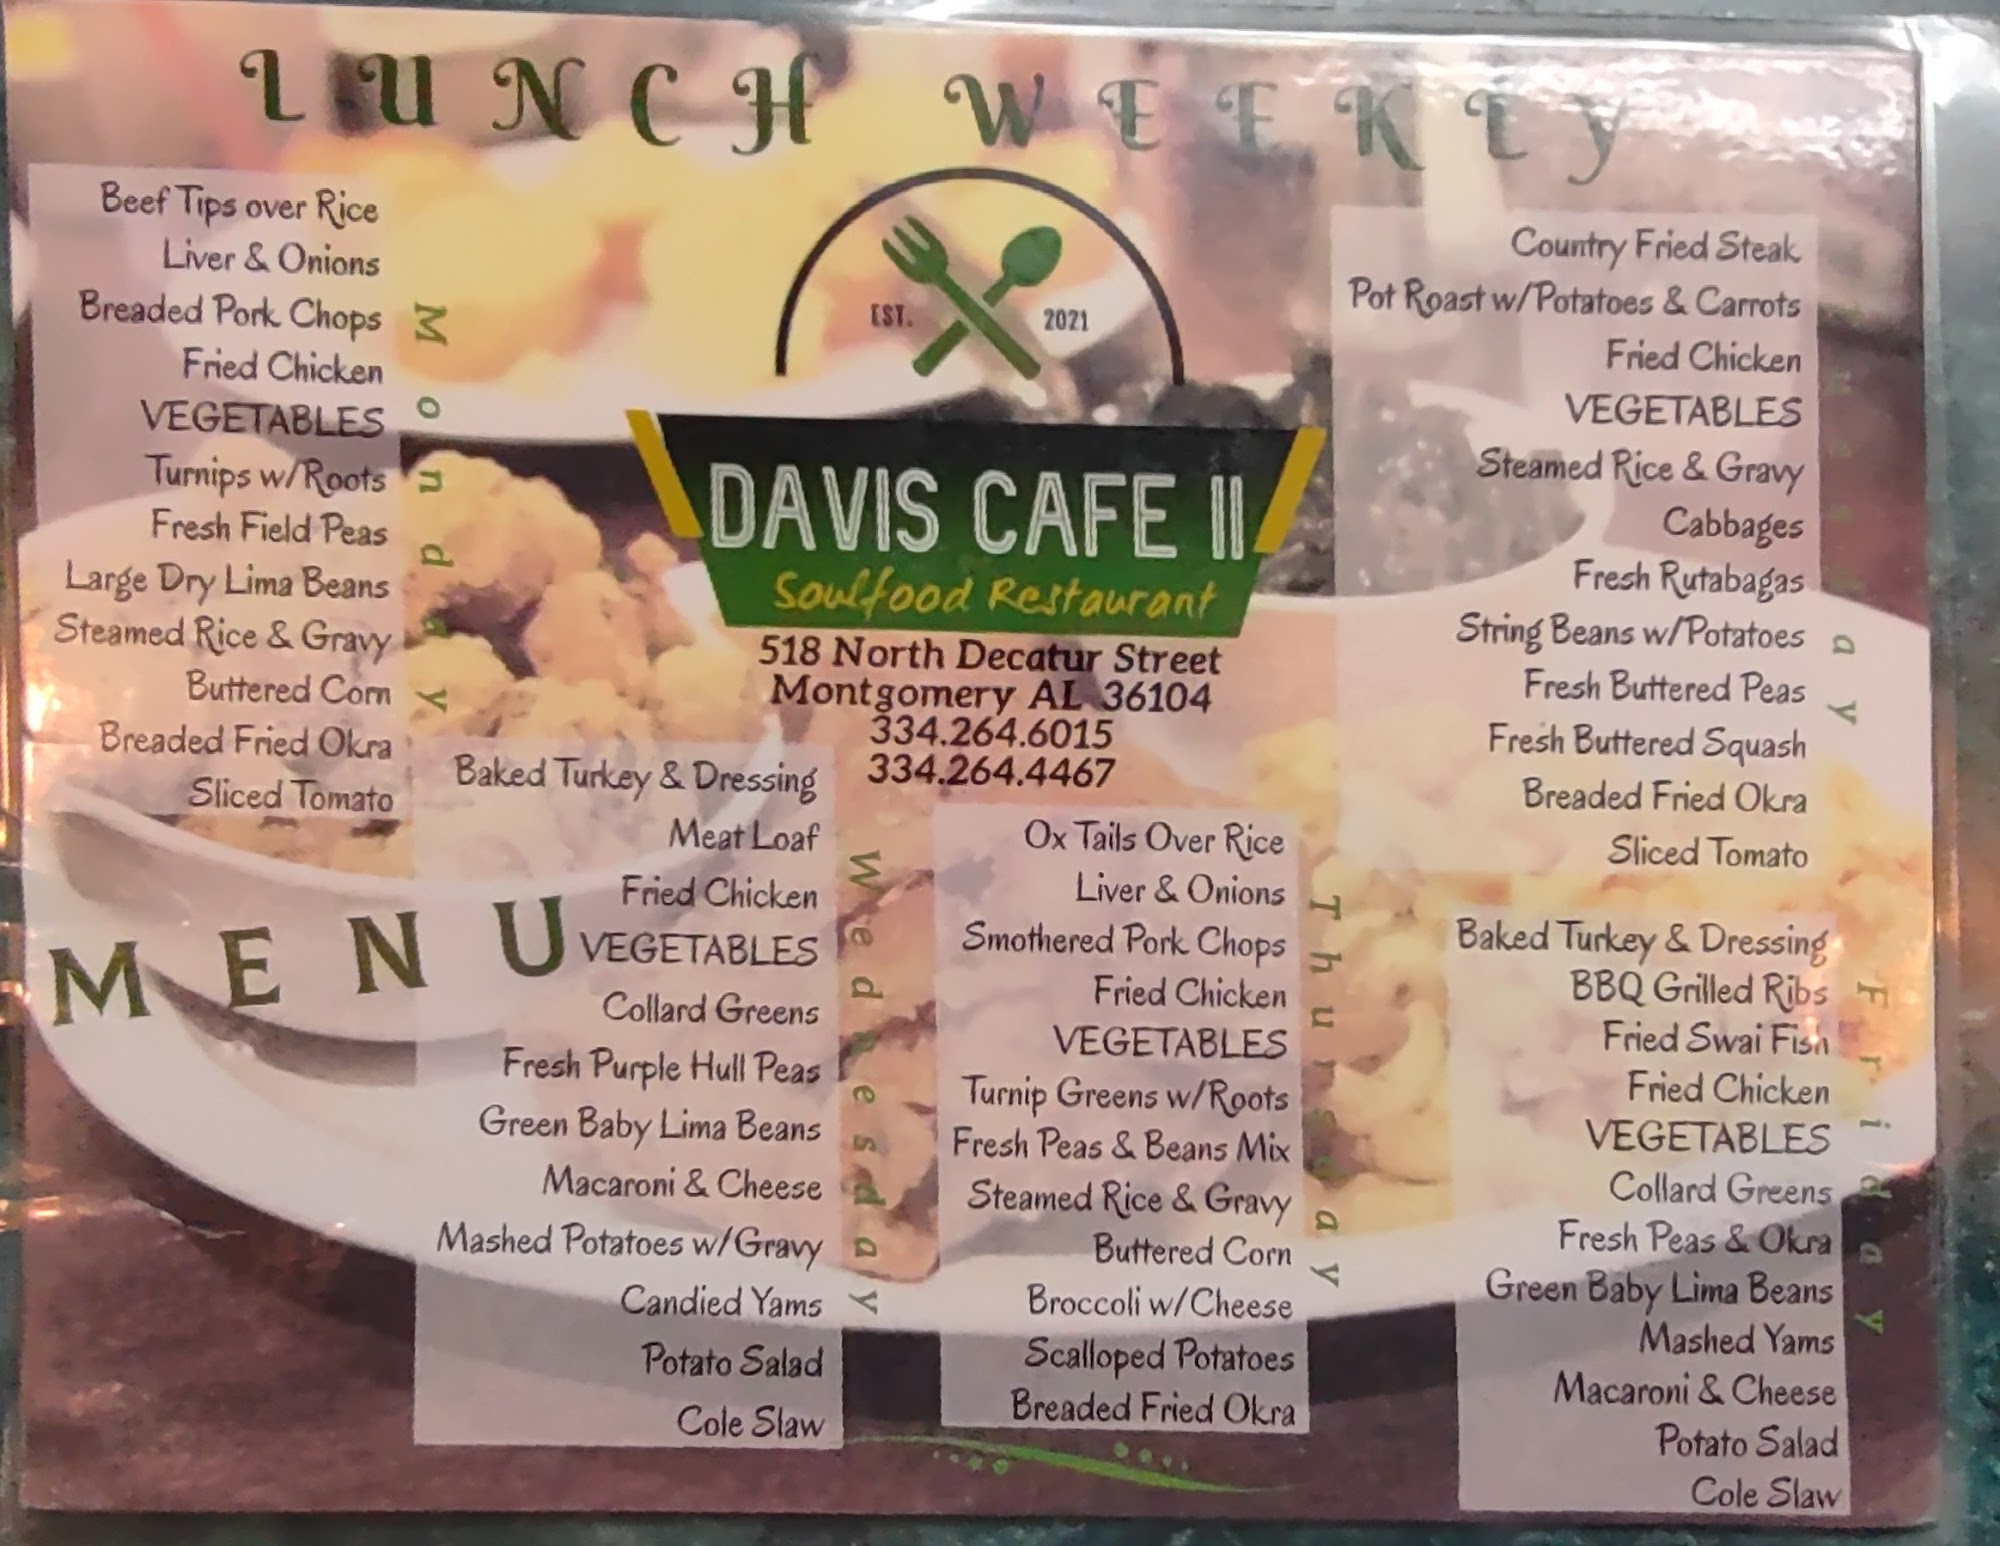 LUNCH WEEKLY
Beef Tips over Rice
Liver & Onions
Breaded Pork Chops
Fried Chicken
VEGETABLES
Turnips w/Roots
Fresh Field Peas
Large Dry Lima Beans
Steamed Rice & Gravy
Buttered Corn
Breaded Fried Okra
Sliced Tomato
Monday
EST. 2021
DAVIS CAFE II
Soulfood Restaurant
518 North Decatur Street
Montgomery AL 36104
334.264.6015
334.264.4467
Country Fried Steak
Pot Roast w/Potatoes & Carrots
Fried Chicken
VEGETABLES
Steamed Rice & Gravy
Cabbages
Fresh Rutabagas
String Beans w/Potatoes
Fresh Buttered Peas
Fresh Buttered Squash
Breaded Fried Okra
Sliced Tomato
MENU
Baked Turkey & Dressing
Meat Loaf
Fried Chicken
VEGETABLES
Collard Greens
Fresh Purple Hull Peas
Green Baby Lima Beans
Macaroni & Cheese
Mashed Potatoes w/Gravy
Candied Yams
Potato Salad
Cole Slaw
Wednesday
Ox Tails Over Rice
Liver & Onions
Smothered Pork Chops
Fried Chicken
VEGETABLES
Turnip Greens w/Roots
Fresh Peas & Beans Mix
Steamed Rice & Gravy
Buttered Corn
Broccoli w/Cheese
Scalloped Potatoes
Breaded Fried Okra
Thursday
Baked Turkey & Dressing
BBQ Grilled Ribs
Fried Swai Fish
Fried Chicken
VEGETABLES
Collard Greens
Fresh Peas & Okra
Green Baby Lima Beans
Mashed Yams
Macaroni & Cheese
Potato Salad
Cole Slaw
Friday